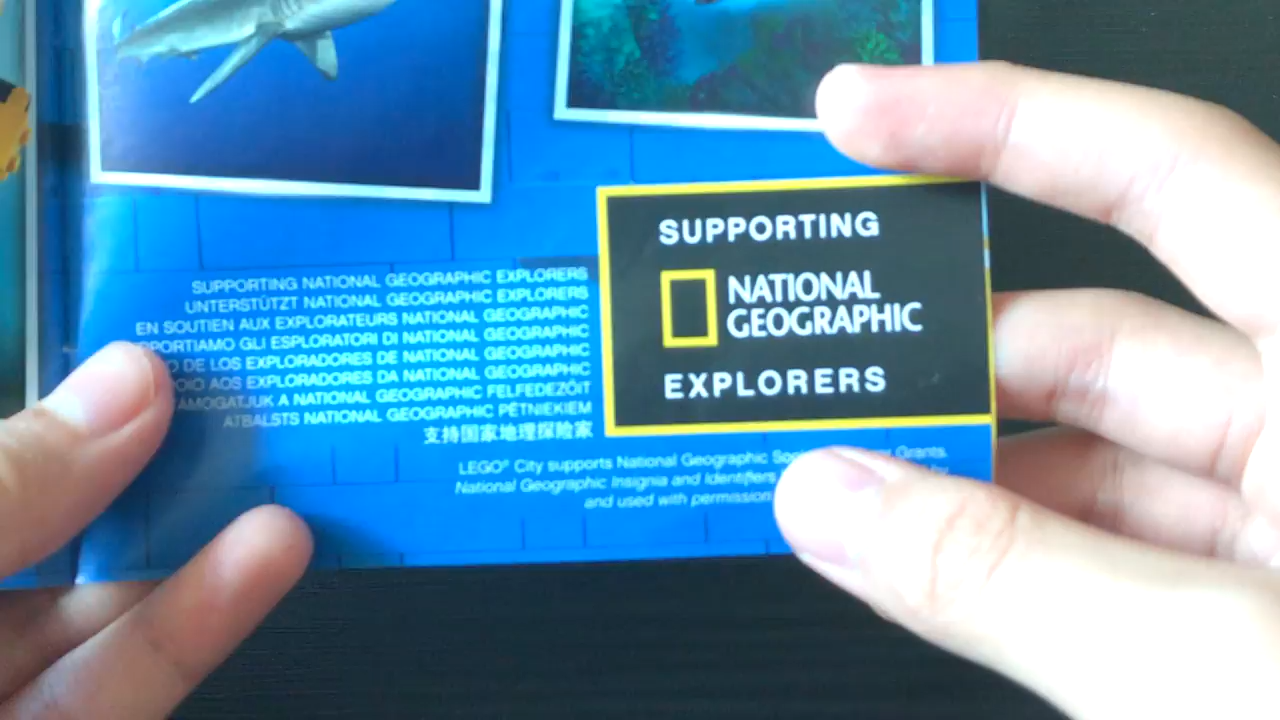 SUPPORTING NATIONAL GEOGRAPHIC EXPLORERS
UNTERSTÜTZT NATIONAL GEOGRAPHIC EXPLORERS
EN SOUTIEN AUX EXPLORATEURS NATIONAL GEOGRAPHIC
GLI ESPLORATORI DI NATIONAL GEOGRAPHIC
DE LOS EXPLORADORES DE NATIONAL GEOGRAPHIC
AOS EXPLORADORES DA NATIONAL GEOGRAPHIC
A NATIONAL GEOGRAPHIC FELFEDEZŐIT
ATBALSTS NATIONAL GEOGRAPHIC PĒTNIEKIEM
支持国家地理探险家
SUPPORTING
NATIONAL
GEOGRAPHIC
EXPLORERS
LEGO® City supports National Geographic Grants.
National Geographic Insignia and Identifiers by
and used with permission